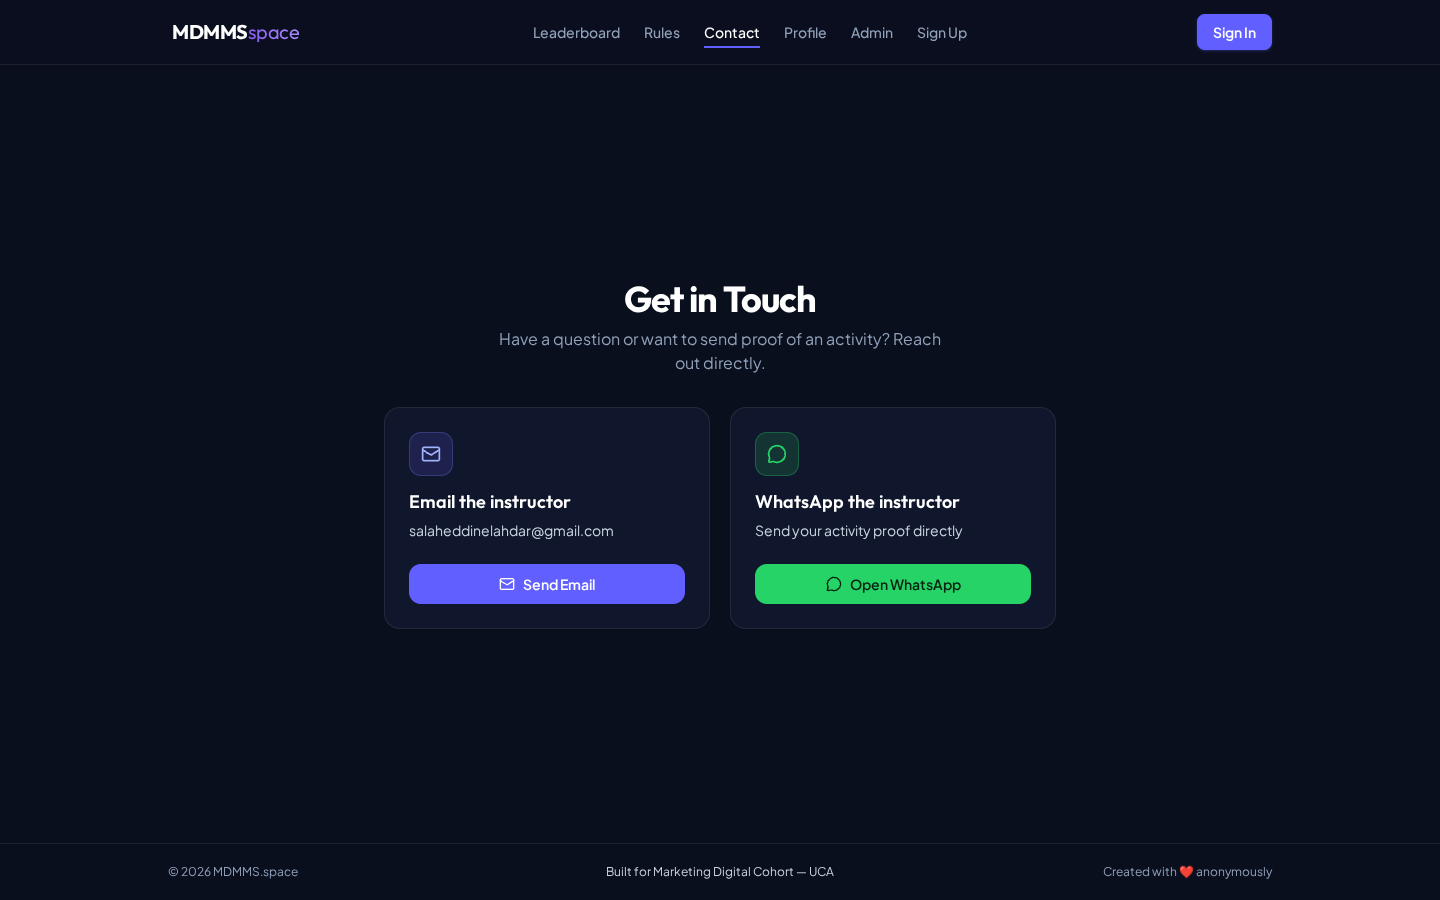 MDMMSspace
Leaderboard
Rules
Contact
Profile
Admin
Sign Up
Sign In
Get in Touch
Have a question or want to send proof of an activity? Reach
out directly.
Email the instructor
salaheddinelahdar@gmail.com
Send Email
WhatsApp the instructor
Send your activity proof directly
Open WhatsApp
© 2026 MDMMS.space
Built for Marketing Digital Cohort — UCA
Created with ❤️ anonymously